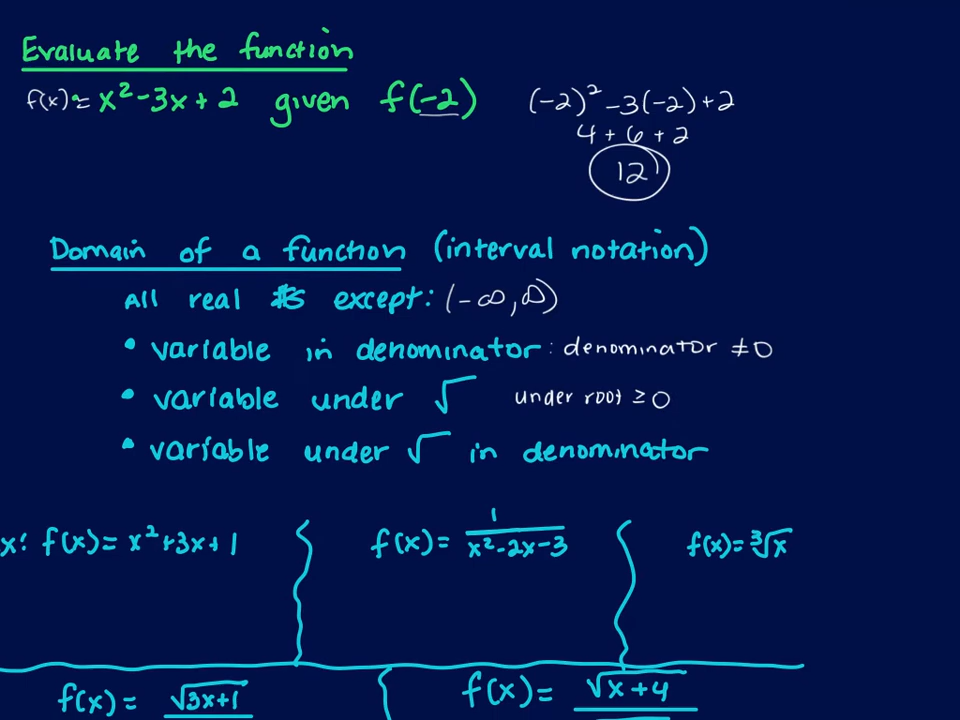 Evaluate the function
f(x) = x² - 3x + 2 given f(-2) (-2)² - 3(-2) + 2
4 + 6 + 2
12
Domain of a function (interval notation)
All real #s except: (-∞, ∞)
• variable in denominator: denominator ≠ 0
• variable under √ under root ≥ 0
• variable under √ in denominator
x: f(x) = x² + 3x + 1 f(x) = 1/(x² - 2x - 3) f(x) = ∛x
f(x) = √3x+1 f(x) = √x+4